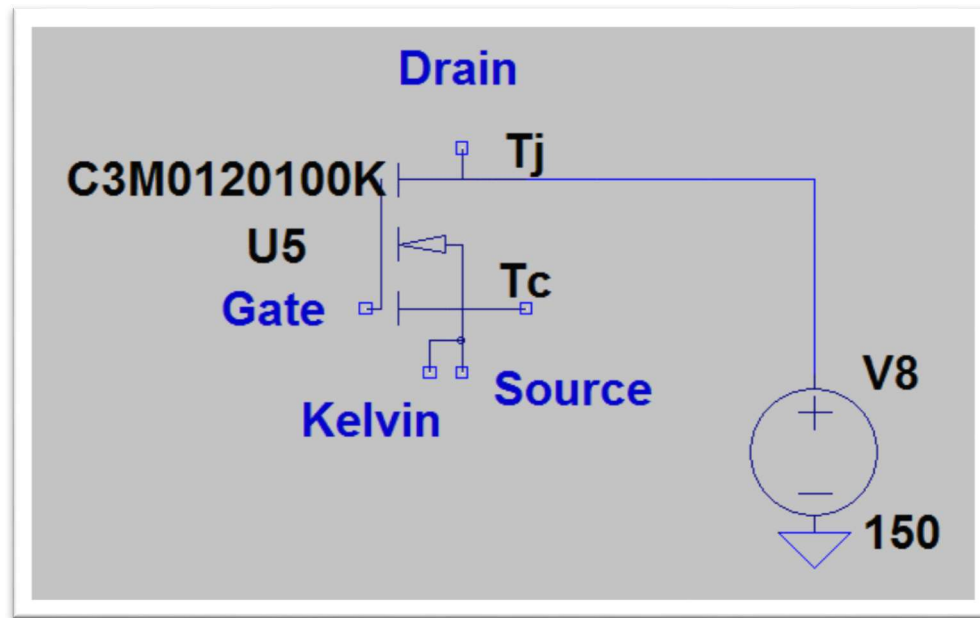 Drain
Tj
C3M0120100K
U5
Tc
Gate
V8
Source
Kelvin
150